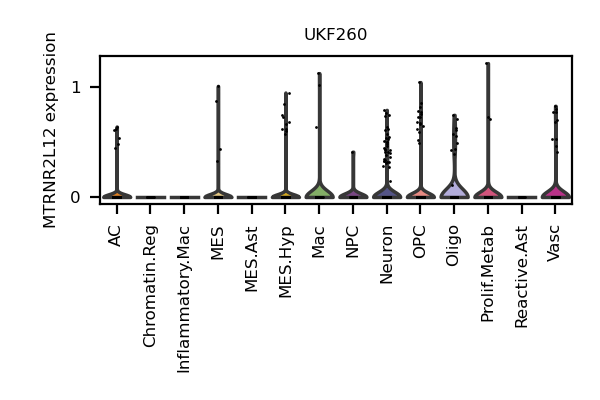 UKF260
MTRNR2L12 expression
1
0
AC
Chromatin.Reg
Inflammatory.Mac
MES
MES.Ast
MES.Hyp
Mac
NPC
Neuron
OPC
Oligo
Prolif.Metab
Reactive.Ast
Vasc